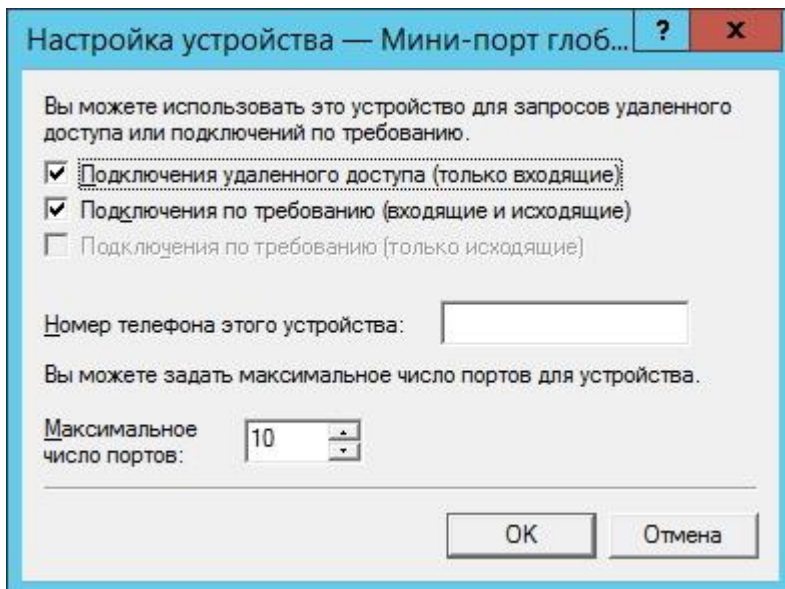 Настройка устройства — Мини-порт глоб...
?
x
Вы можете использовать это устройство для запросов удаленного
доступа или подключений по требованию.
Подключения удаленного доступа (только входящие)
Подключения по требованию (входящие и исходящие)
Подключения по требованию (только исходящие)
Номер телефона этого устройства:
Вы можете задать максимальное число портов для устройства.
Максимальное
число портов:
10
OK
Отмена